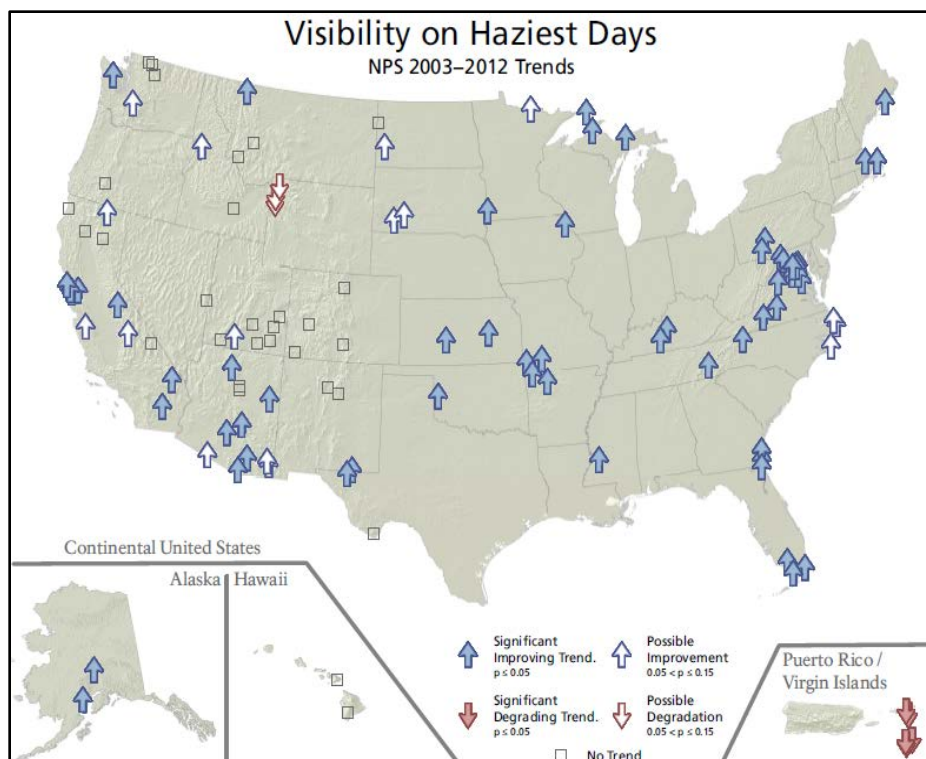 Visibility on Haziest Days
NPS 2003–2012 Trends
Continental United States
Alaska
Hawaii
Significant
Improving Trend.
p ≤ 0.05
Possible
Improvement
0.05 < p ≤ 0.15
Significant
Degrading Trend.
p ≤ 0.05
Possible
Degradation
0.05 < p ≤ 0.15
No Trend
Puerto Rico /
Virgin Islands